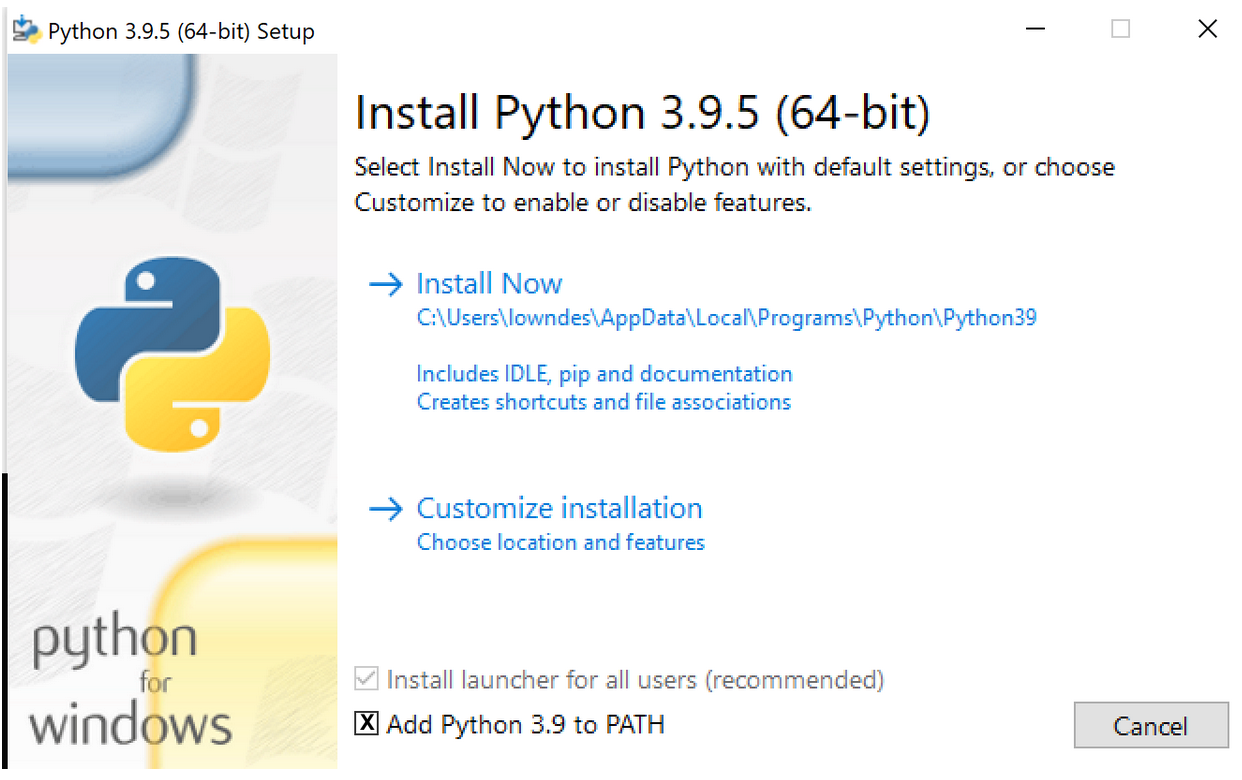 Python 3.9.5 (64-bit) Setup
Install Python 3.9.5 (64-bit)
Select Install Now to install Python with default settings, or choose
Customize to enable or disable features.
Install Now
C:\Users\lowndes\AppData\Local\Programs\Python\Python39
Includes IDLE, pip and documentation
Creates shortcuts and file associations
Customize installation
Choose location and features
python
for
windows
Install launcher for all users (recommended)
Add Python 3.9 to PATH
Cancel